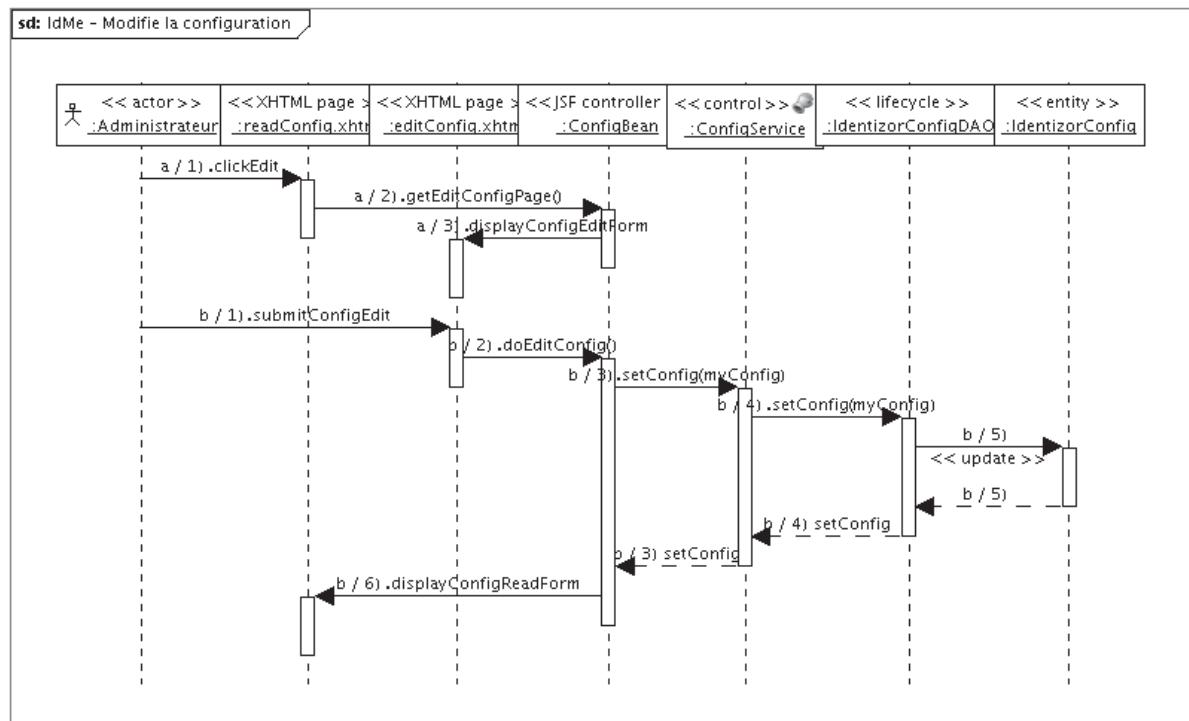 sd: IdMe - Modifie la configuration
<< actor >>
:Administrateur
<< XHTML page >
:readConfig.xhtm
<< XHTML page >
:editConfig.xhtm
<< JSF controller
:ConfigBean
<< control >>
:ConfigService
<< lifecycle >>
:IdentizorConfigDAO
<< entity >>
:IdentizorConfig
a / 1) .clickEdit
a / 2) .getEditConfigPage()
a / 3) .displayConfigEditForm
b / 1) .submitConfigEdit
b / 2) .doEditConfig()
b / 3) .setConfig(myConfig)
b / 4) .setConfig(myConfig)
b / 5)
<< update >>
b / 5)
b / 4) setConfig
b / 3) setConfig
b / 6) .displayConfigReadForm